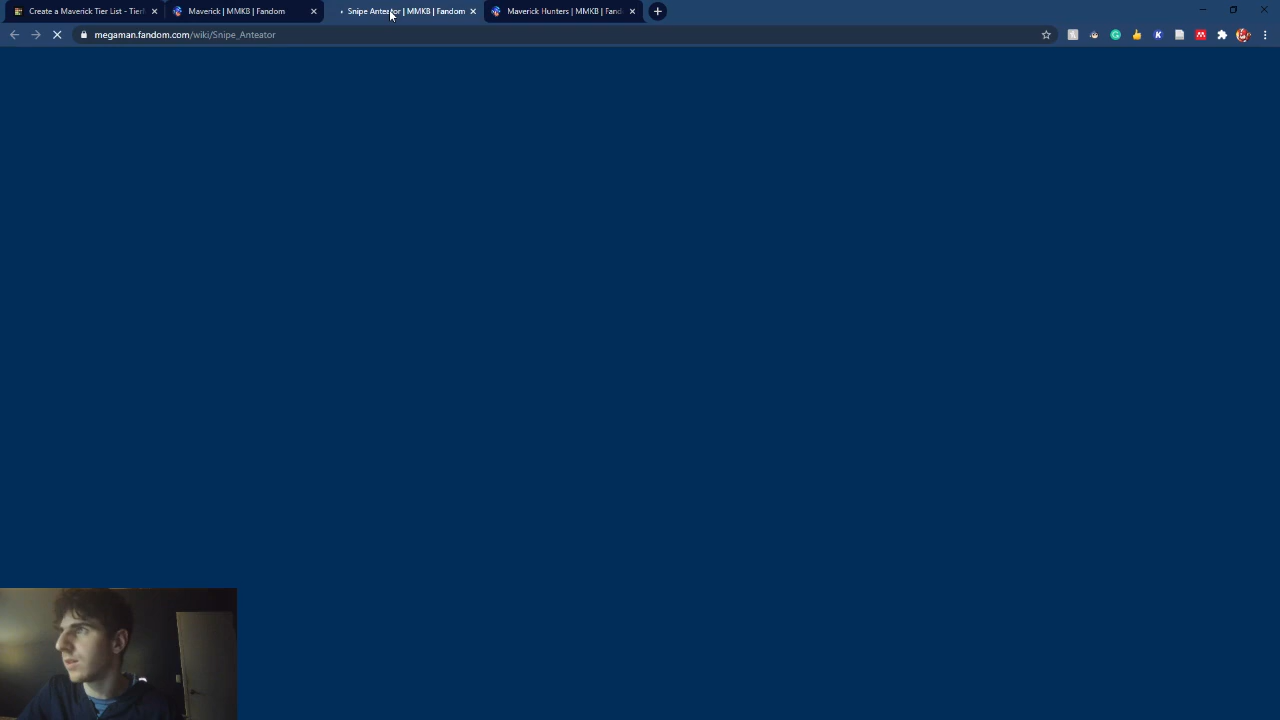 Create a Maverick Tier List - Tier
Maverick | MMKB | Fandom
Snipe Anteator | MMKB | Fandom
Maverick Hunters | MMKB | Fand
megaman.fandom.com/wiki/Snipe_Anteator